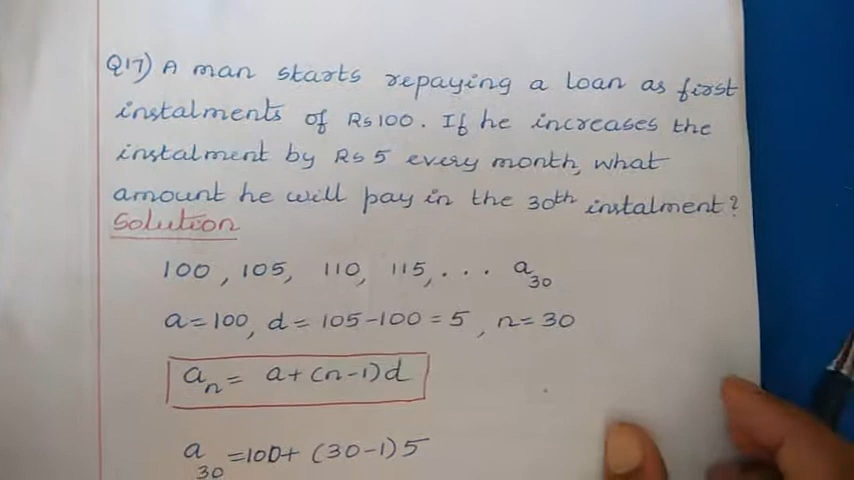 Q17) A man starts repaying a loan as first
instalments of Rs100. If he increases the
instalment by Rs 5 every month, what
amount he will pay in the 30th instalment?
Solution
100, 105, 110, 115, ... a30
a=100, d = 105-100 = 5, n=30
an = a+(n-1)d
a30 =100+ (30-1)5